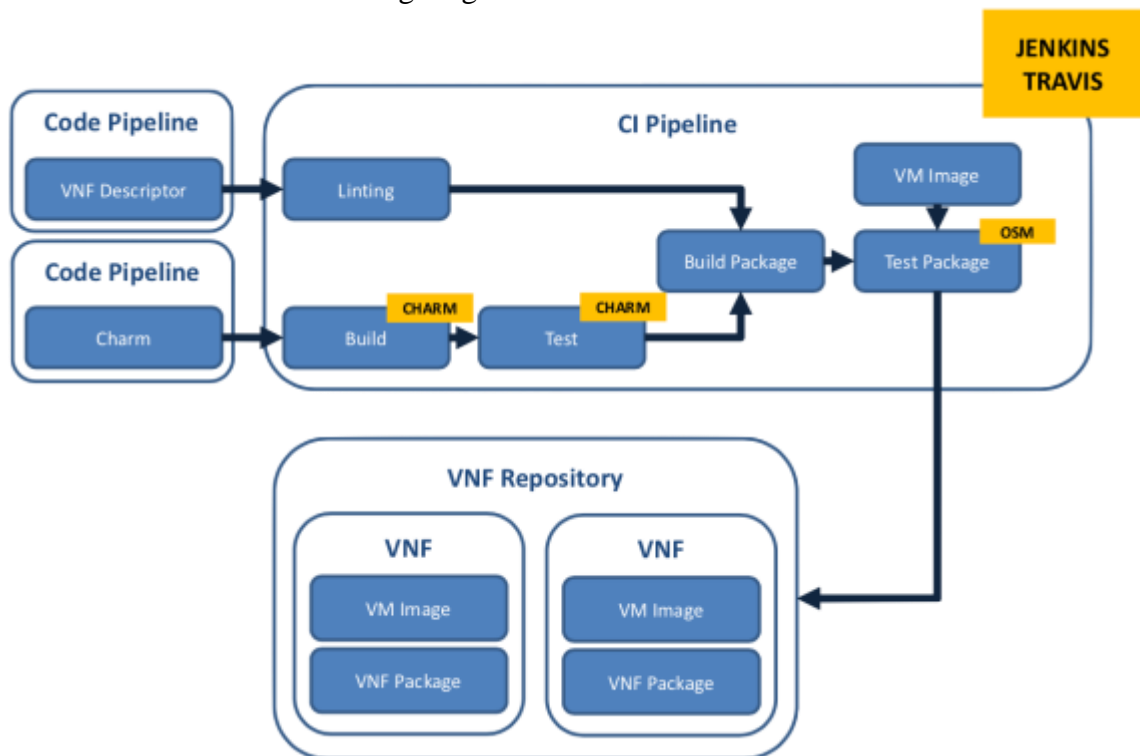 JENKINS
TRAVIS
Code Pipeline
VNF Descriptor
Code Pipeline
Charm
CI Pipeline
Linting
VM Image
Build Package
OSM
Test Package
CHARM
Build
CHARM
Test
VNF Repository
VNF
VM Image
VNF Package
VNF
VM Image
VNF Package